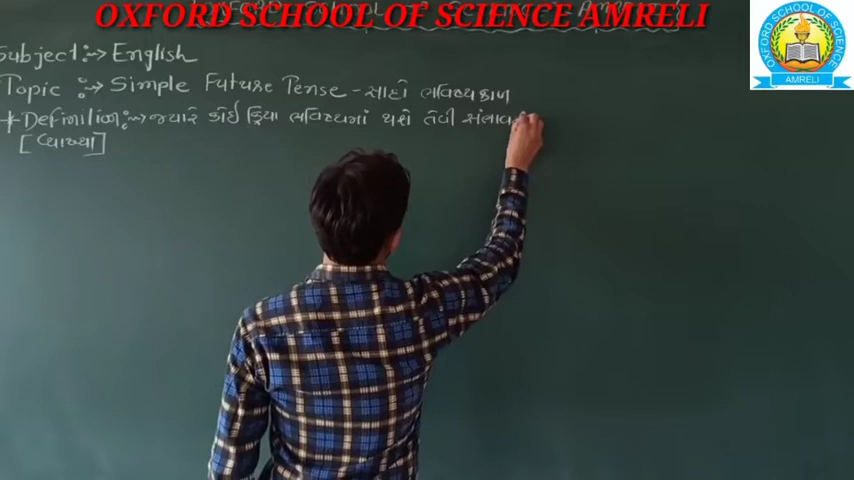 OXFORD SCHOOL OF SCIENCE AMRELI
OXFORD SCHOOL OF SCIENCE
AMRELI
Subject :-> English
Topic :-> Simple Future Tense - સાદો ભવિષ્યકાળ
* Definition :-> જ્યારે કોઈ ક્રિયા ભવિષ્યમાં થશે તેવી
[વ્યાખ્યા]